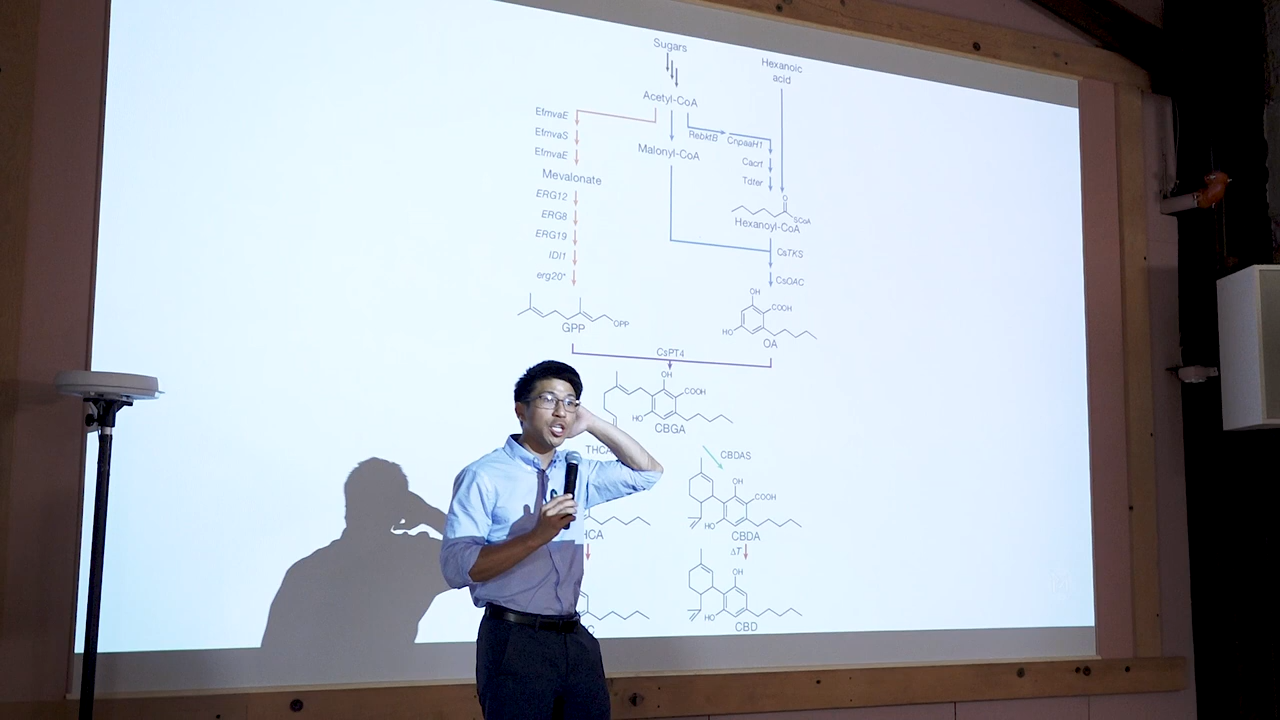 Sugars
Hexanoic
acid
Acetyl-CoA
EfmvaE
EfmvaS
EfmvaE
Mevalonate
ERG12
ERG8
ERG19
IDI1
erg20*
RebktB
CnpaaH1
Malonyl-CoA
Cacrt
Tdter
O
SCoA
Hexanoyl-CoA
CsTKS
CsOAC
OPP
GPP
OH
COOH
HO
OA
CsPT4
OH
COOH
HO
CBGA
THCA
CBDAS
OH
COOH
HO
HCA
CBDA
ΔT
OH
HO
C
CBD